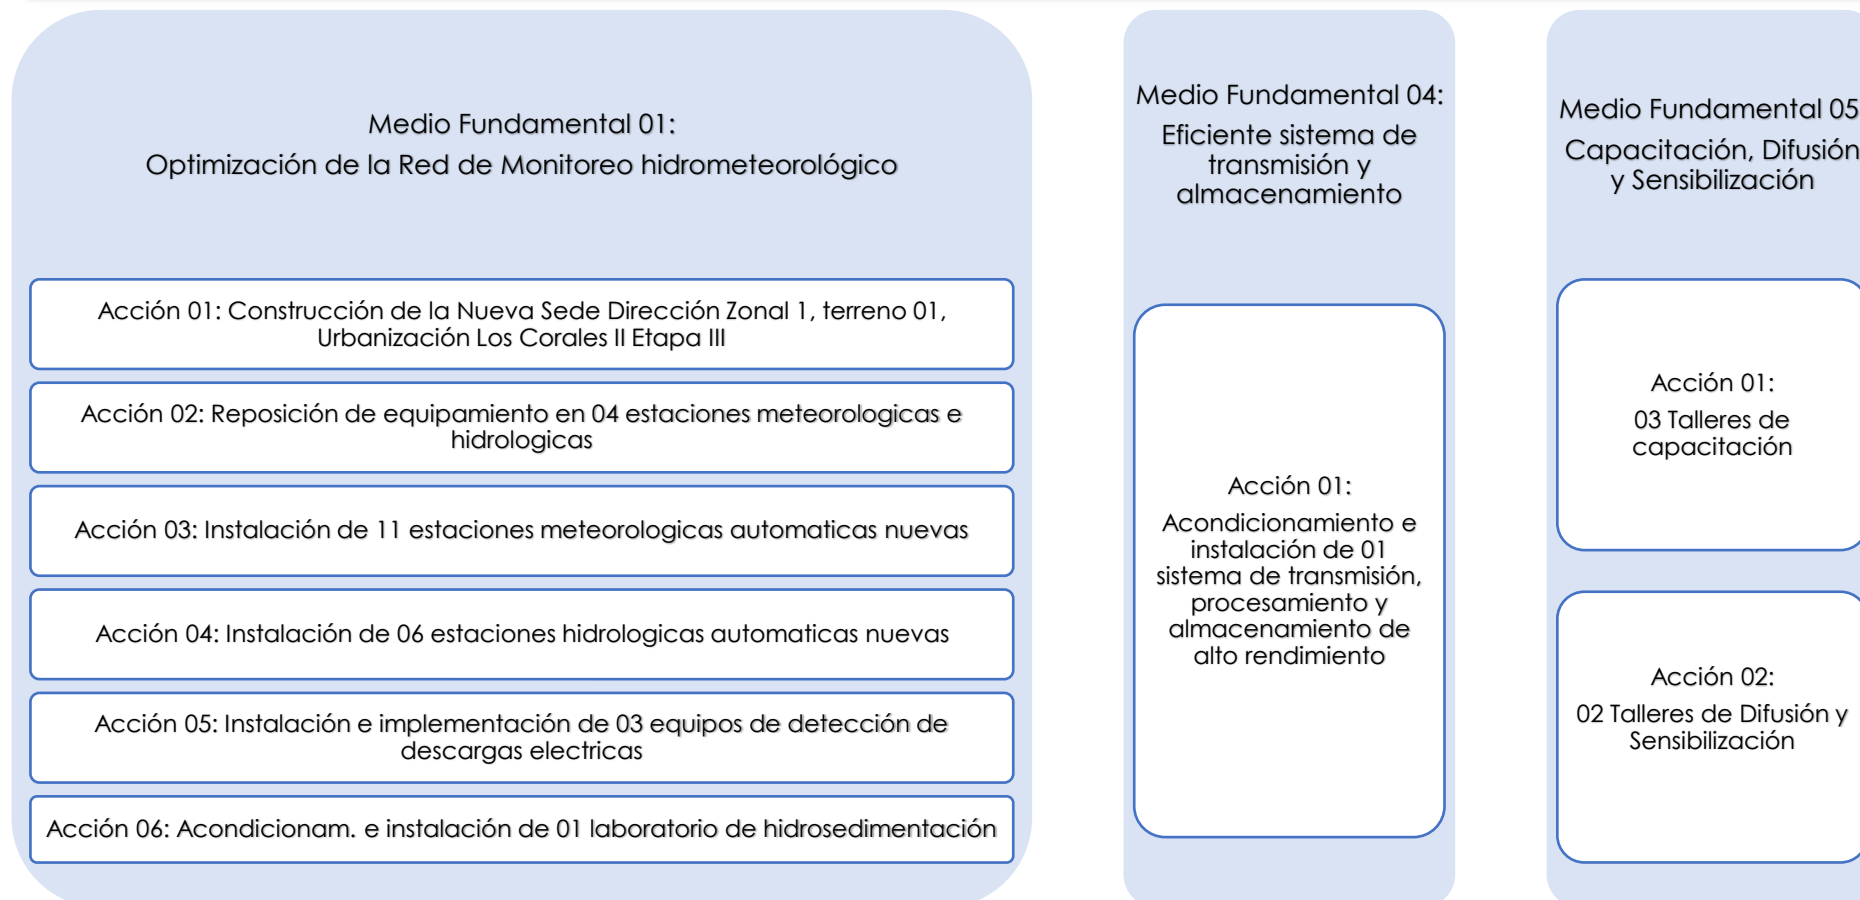 Medio Fundamental 01:
Optimización de la Red de Monitoreo hidrometeorológico
Acción 01: Construcción de la Nueva Sede Dirección Zonal 1, terreno 01,
Urbanización Los Corales II Etapa III
Acción 02: Reposición de equipamiento en 04 estaciones meteorologicas e
hidrologicas
Acción 03: Instalación de 11 estaciones meteorologicas automaticas nuevas
Acción 04: Instalación de 06 estaciones hidrologicas automaticas nuevas
Acción 05: Instalación e implementación de 03 equipos de detección de
descargas electricas
Acción 06: Acondicionam. e instalación de 01 laboratorio de hidrosedimentación
Medio Fundamental 04:
Eficiente sistema de
transmisión y
almacenamiento
Acción 01:
Acondicionamiento e
instalación de 01
sistema de transmisión,
procesamiento y
almacenamiento de
alto rendimiento
Medio Fundamental 05
Capacitación, Difusión
y Sensibilización
Acción 01:
03 Talleres de
capacitación
Acción 02:
02 Talleres de Difusión y
Sensibilización